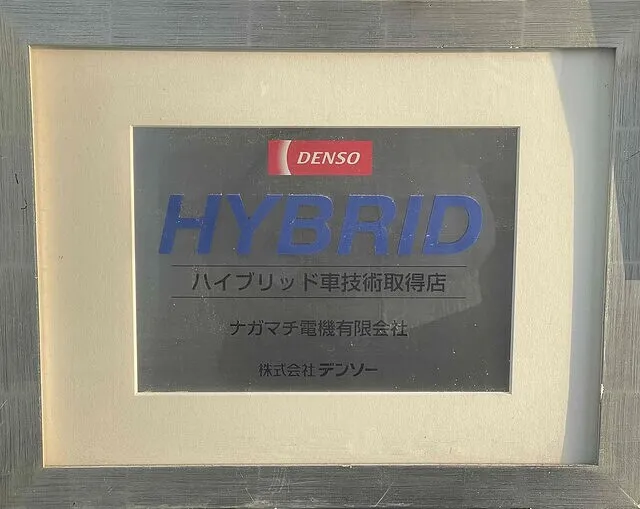 DENSO
HYBRID
ハイブリッド車技術取得店
ナガマチ電機有限会社
株式会社デンソー